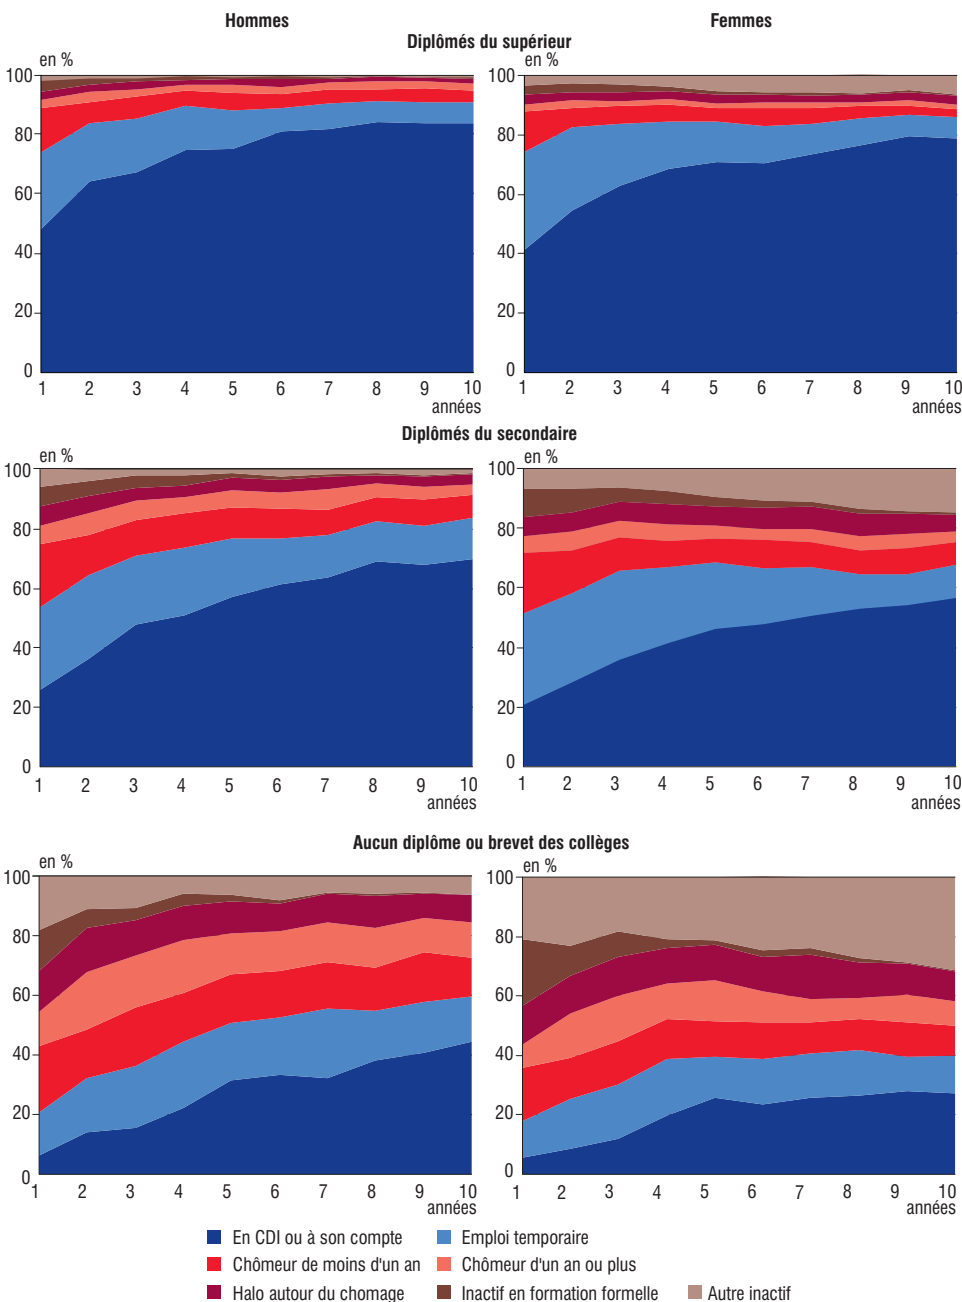 Hommes Femmes
Diplômés du supérieur
en % en %
100 100
80 80
60 60
40 40
20 20
0 0
1 2 3 4 5 6 7 8 9 10 1 2 3 4 5 6 7 8 9 10
années années
Diplômés du secondaire
en % en %
100 100
80 80
60 60
40 40
20 20
0 0
1 2 3 4 5 6 7 8 9 10 1 2 3 4 5 6 7 8 9 10
années années
Aucun diplôme ou brevet des collèges
en % en %
100 100
80 80
60 60
40 40
20 20
0 0
1 2 3 4 5 6 7 8 9 10 1 2 3 4 5 6 7 8 9 10
années années
En CDI ou à son compte Emploi temporaire
Chômeur de moins d'un an Chômeur d'un an ou plus
Halo autour du chomage Inactif en formation formelle Autre inactif